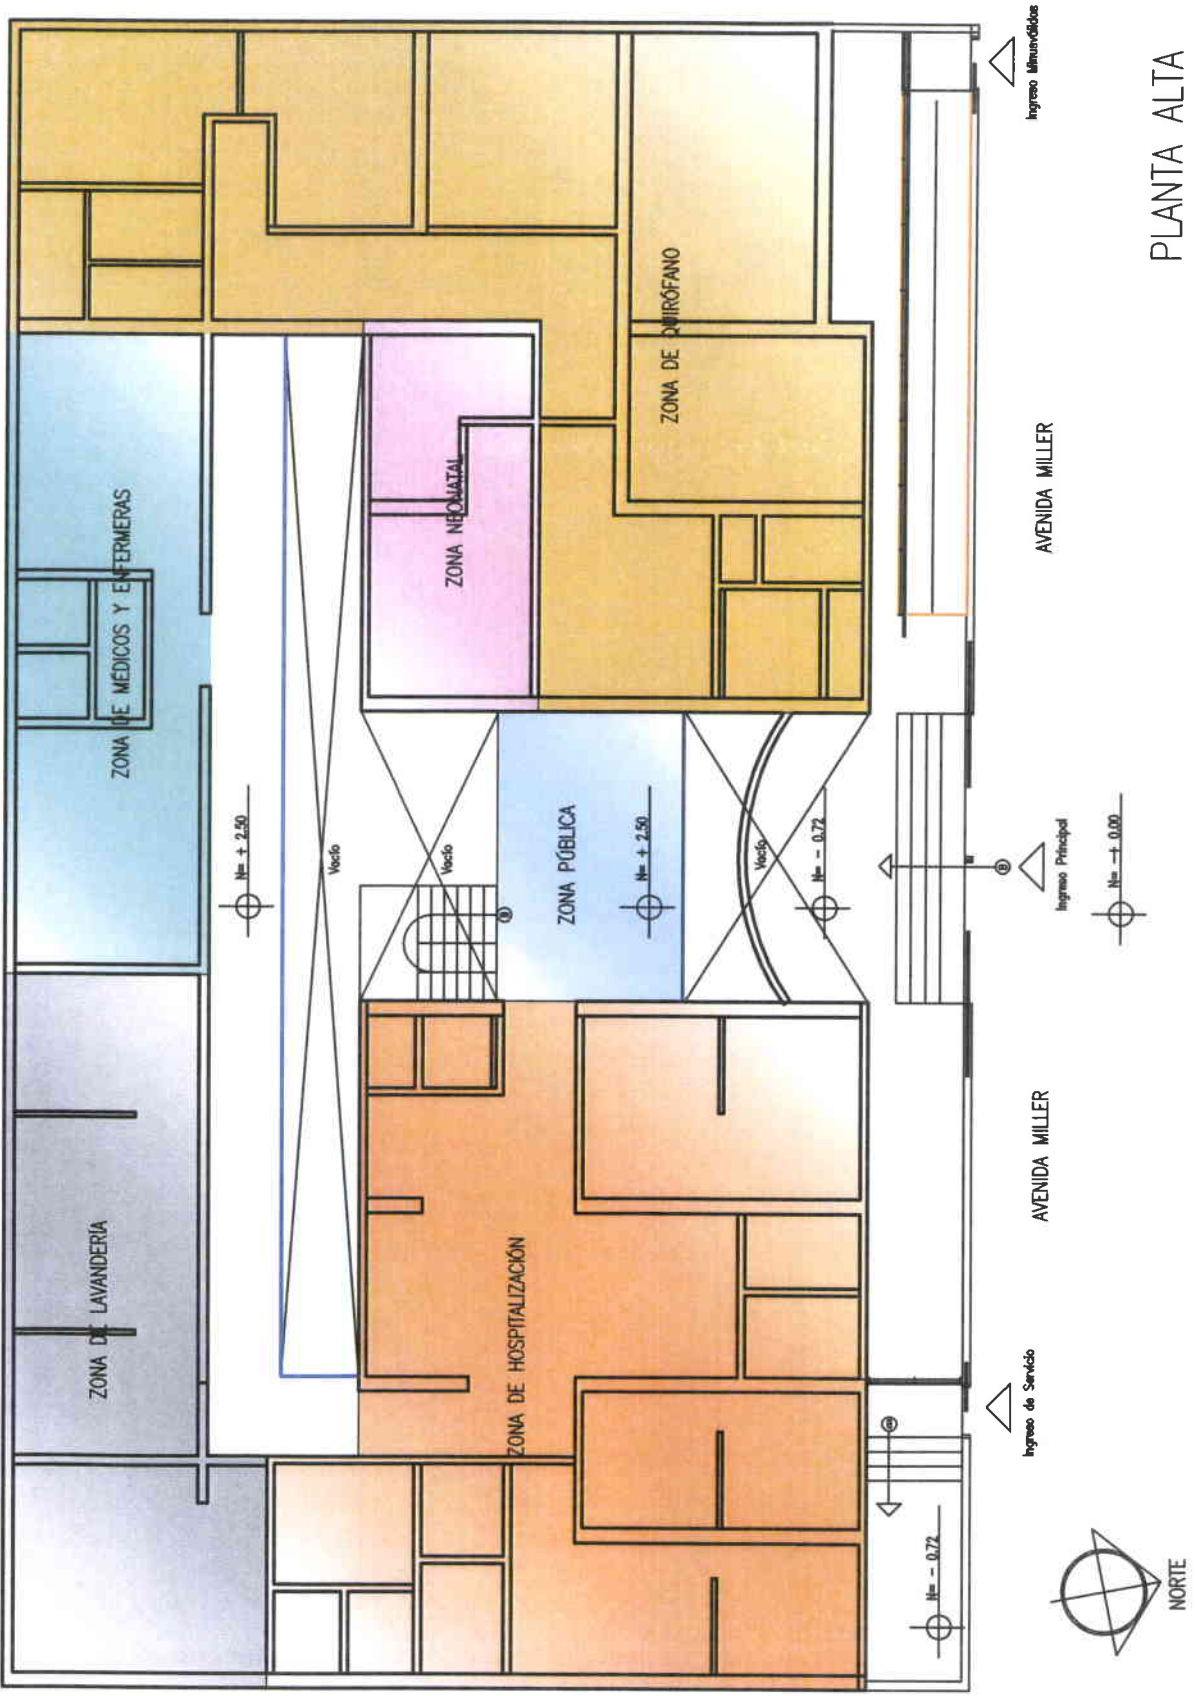 ZONA DE LAVANDERÍA
ZONA DE MÉDICOS Y ENFERMERAS
N= + 2.50
Vacío
Vacío
ZONA NEONATAL
ZONA DE HOSPITALIZACIÓN
ZONA PÚBLICA
N= + 2.50
ZONA DE QUIRÓFANO
Vacío
N= - 0.72
N= - 0.72
Ingreso de Servicio
Ingreso Principal
Ingreso Minusválidos
AVENIDA MILLER
AVENIDA MILLER
N= -+ 0.00
NORTE
PLANTA ALTA